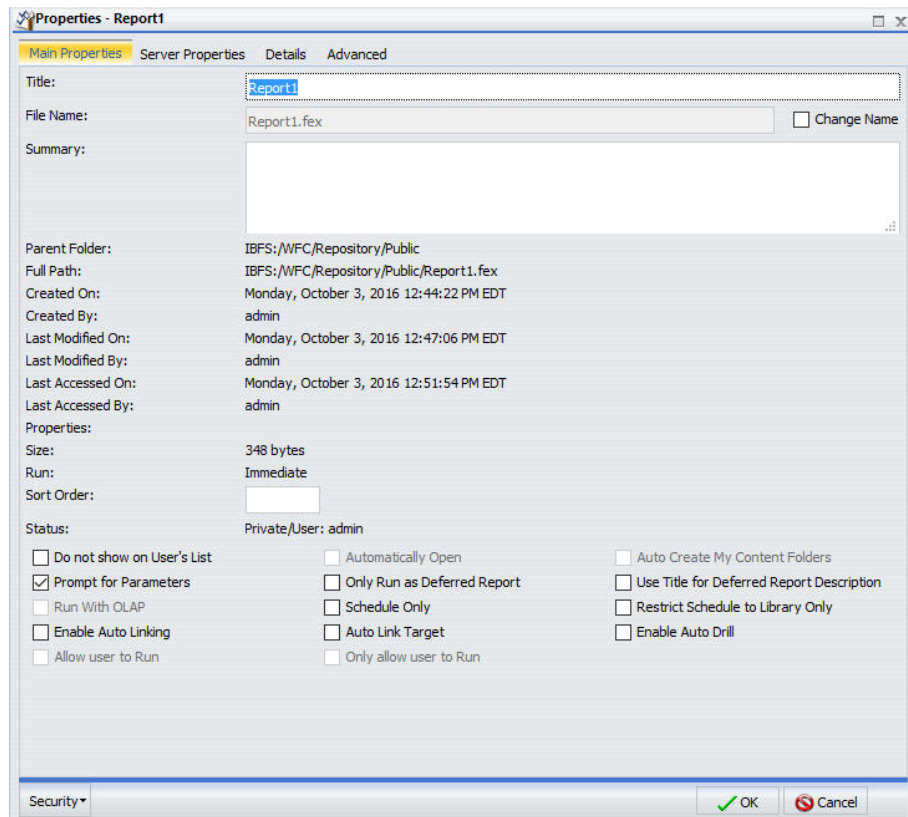 Properties - Report1
Main Properties Server Properties Details Advanced
Title: Report1
File Name: Report1.fex Change Name
Summary:
Parent Folder: IBFS:/WFC/Repository/Public
Full Path: IBFS:/WFC/Repository/Public/Report1.fex
Created On: Monday, October 3, 2016 12:44:22 PM EDT
Created By: admin
Last Modified On: Monday, October 3, 2016 12:47:06 PM EDT
Last Modified By: admin
Last Accessed On: Monday, October 3, 2016 12:51:54 PM EDT
Last Accessed By: admin
Properties:
Size: 348 bytes
Run: Immediate
Sort Order:
Status: Private/User: admin
Do not show on User's List Automatically Open Auto Create My Content Folders
Prompt for Parameters Only Run as Deferred Report Use Title for Deferred Report Description
Run With OLAP Schedule Only Restrict Schedule to Library Only
Enable Auto Linking Auto Link Target Enable Auto Drill
Allow user to Run Only allow user to Run
Security OK Cancel